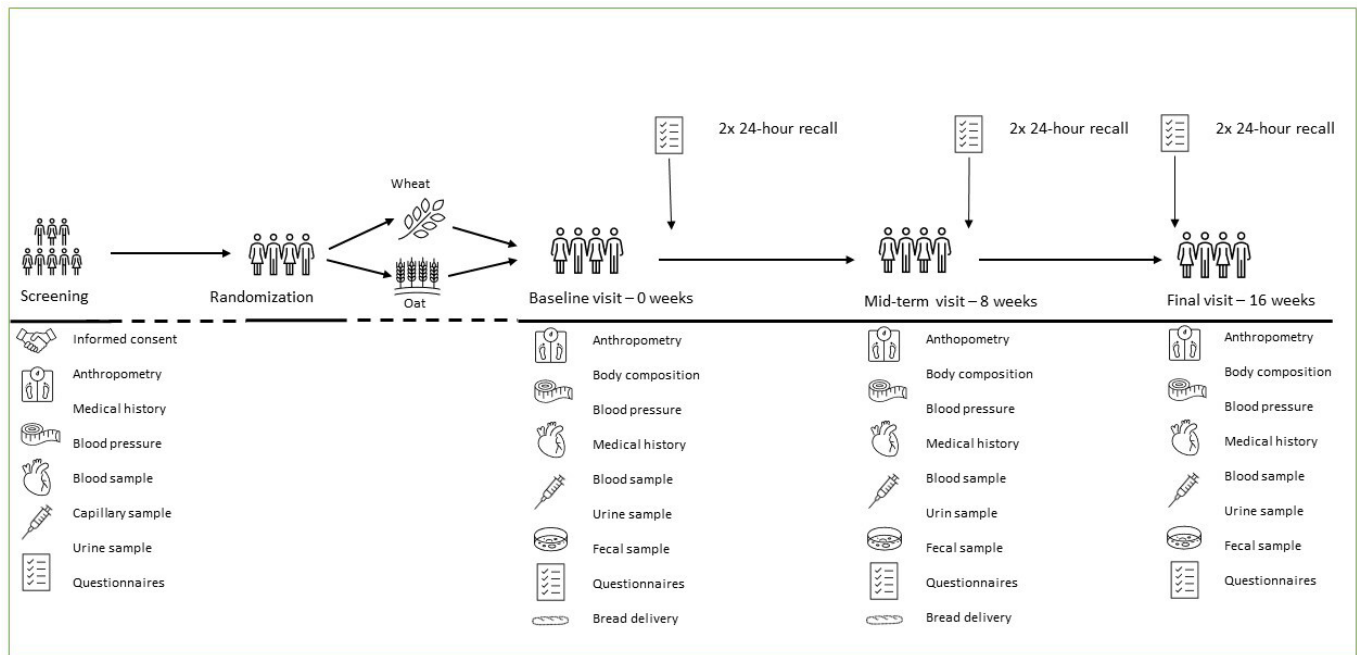 2x 24-hour recall
2x 24-hour recall
2x 24-hour recall
Wheat
Oat
Screening
Randomization
Baseline visit – 0 weeks
Mid-term visit – 8 weeks
Final visit – 16 weeks
Informed consent
Anthropometry
Medical history
Blood pressure
Blood sample
Capillary sample
Urine sample
Questionnaires
Anthropometry
Body composition
Blood pressure
Medical history
Blood sample
Urine sample
Fecal sample
Questionnaires
Bread delivery
Anthopometry
Body composition
Blood pressure
Medical history
Blood sample
Urin sample
Fecal sample
Questionnaires
Bread delivery
Anthropometry
Body composition
Blood pressure
Medical history
Blood sample
Urine sample
Fecal sample
Questionnaires